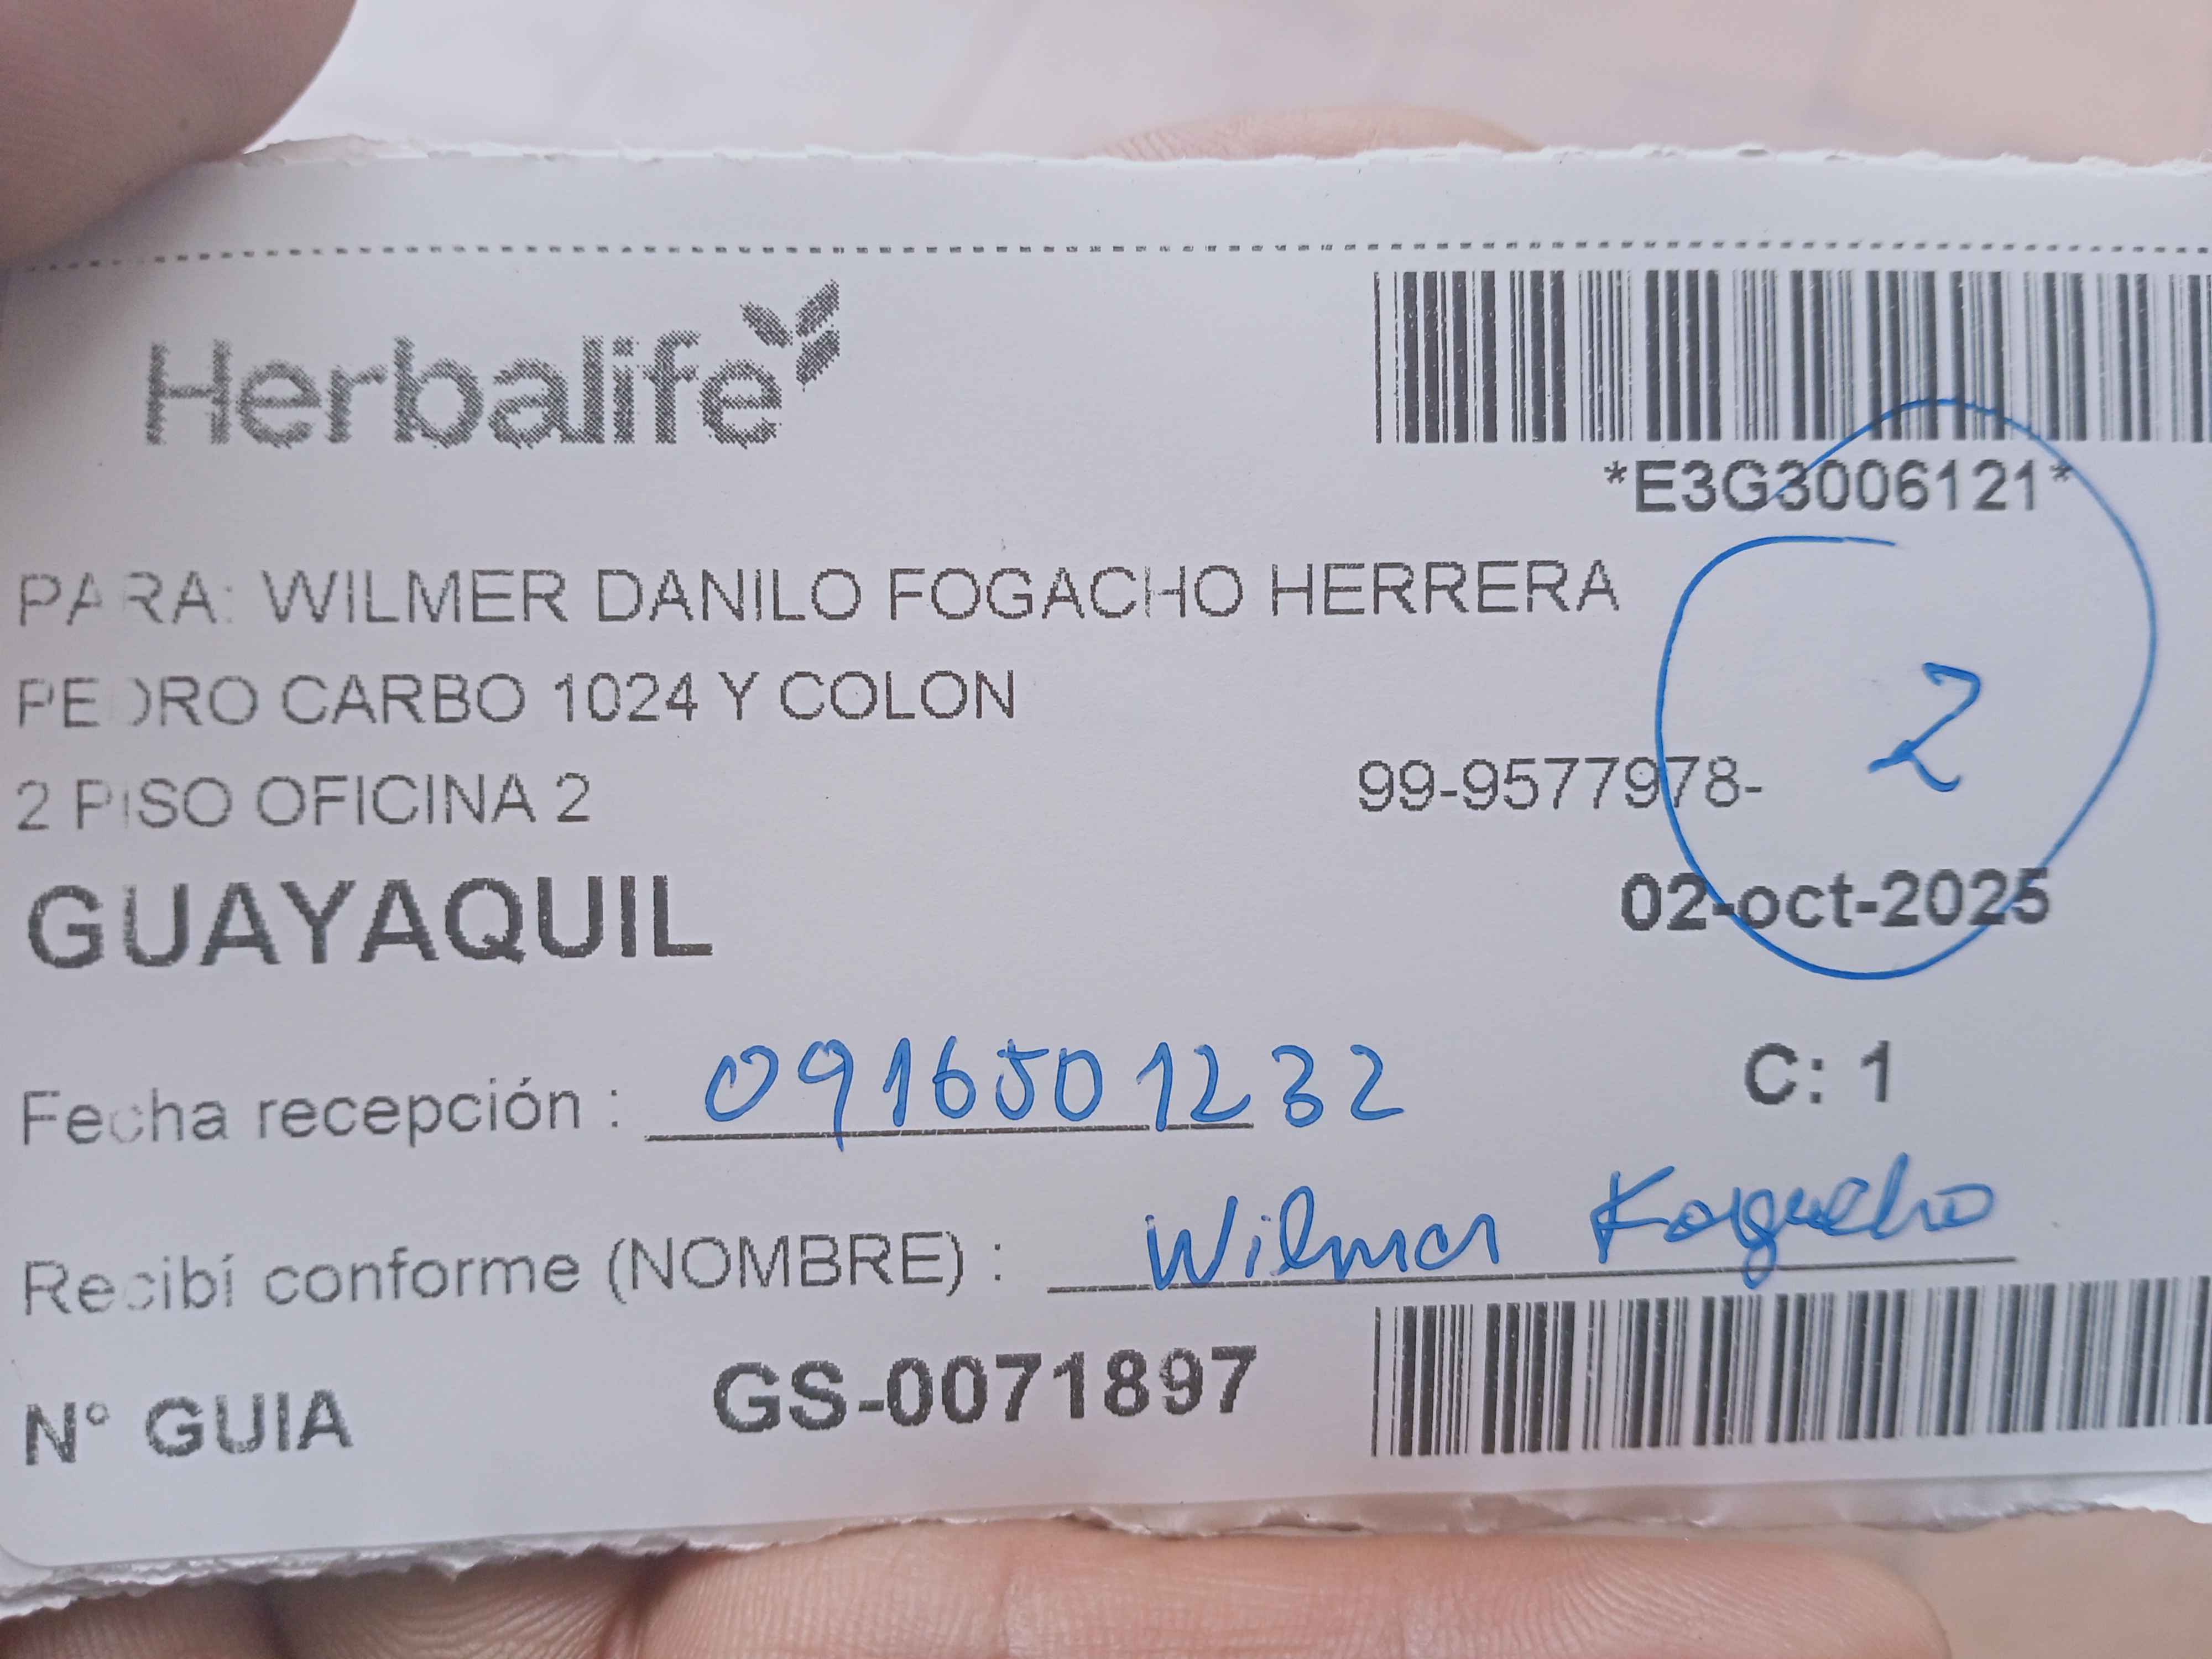 Herbalife
*E3G3006121*
PARA: WILMER DANILO FOGACHO HERRERA
PEDRO CARBO 1024 Y COLON
2
2 PISO OFICINA 2 99-9577978-
GUAYAQUIL 02-oct-2025
Fecha recepción : 0916501232 C: 1
Recibí conforme (NOMBRE) : Wilmer
N° GUIA GS-0071897